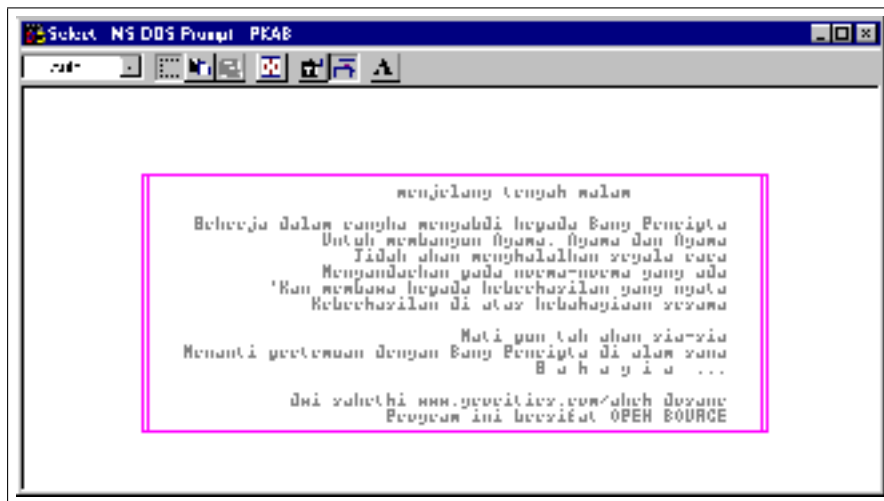 Select MS DOS Prompt PKAB
menjelang tengah malam
Bekerja dalam rangka mengabdi kepada Sang Pencipta
Untuk membangun Agama, Agama dan Agama
Tidak akan menghalalkan segala cara
pada norma-norma yang ada
'Kan membawa kepada keberhasilan yang nyata
Keberhasilan di atas kebahagiaan sesama
Mati pun tak akan sia-sia
Menanti pertemuan dengan Sang Pencipta di alam sana
B a h a g i a ...
dwi sakethi
Program ini bersifat OPEN SOURCE